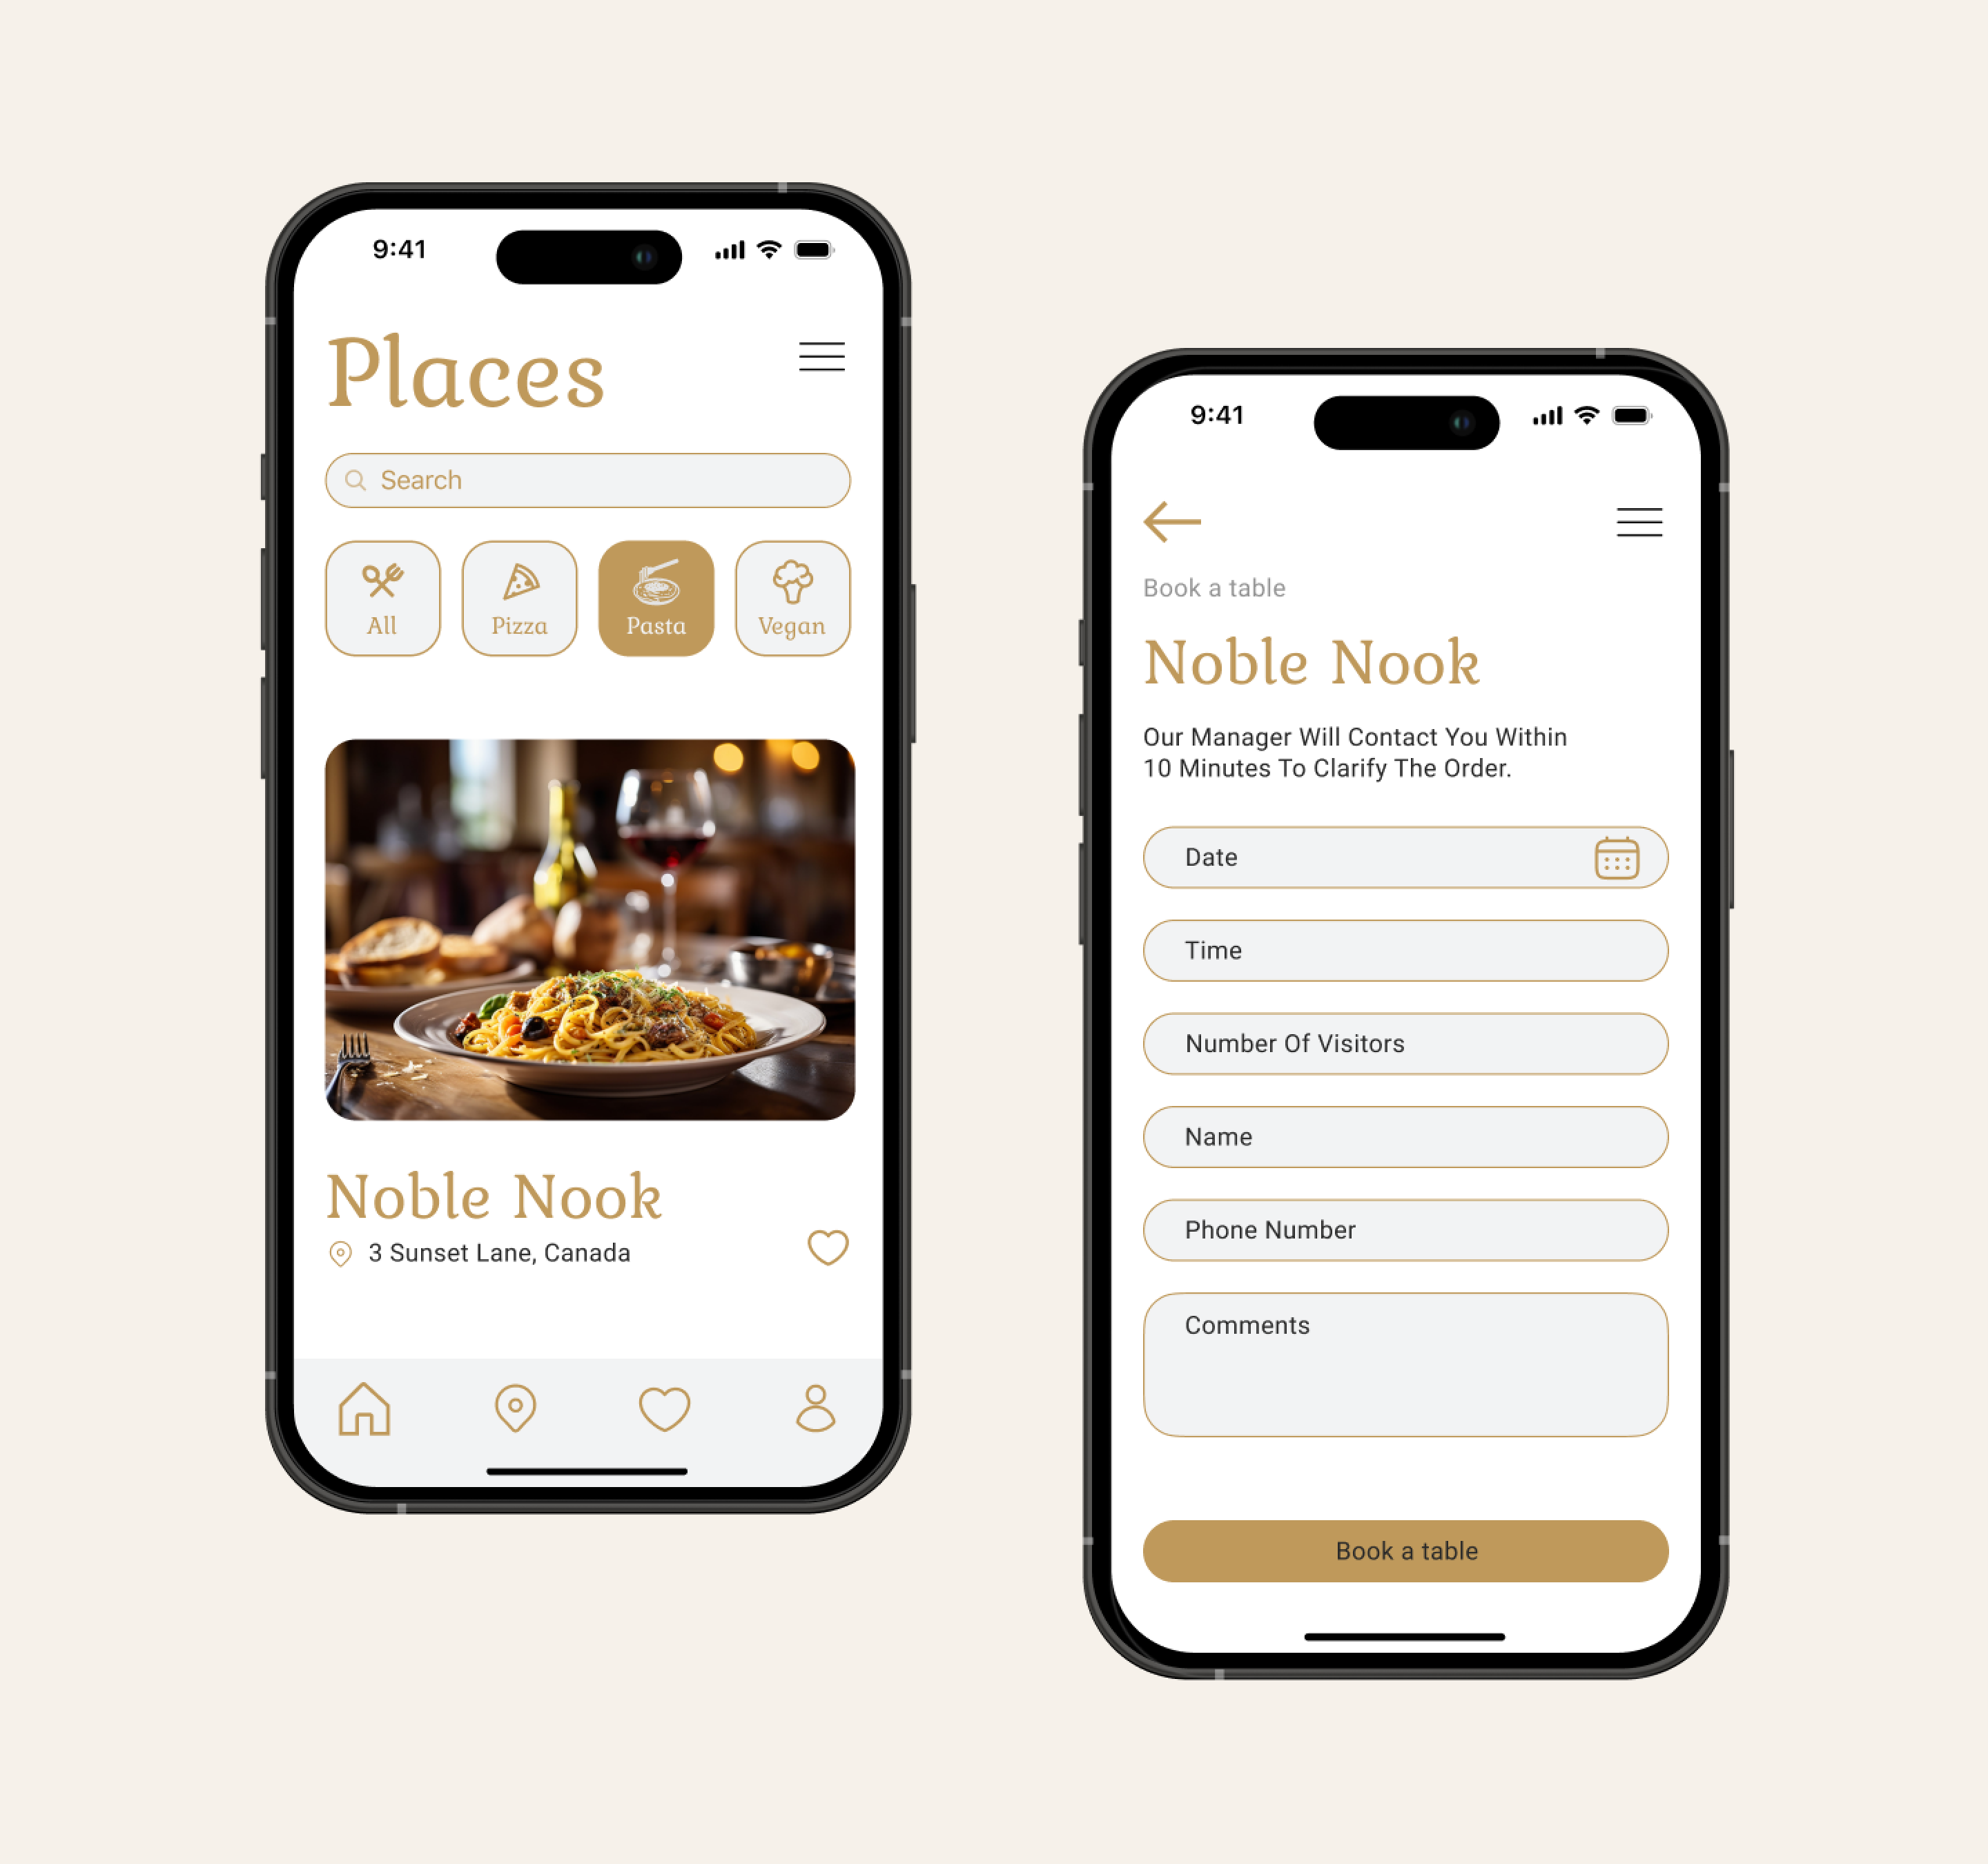 9:41
Places
Search
All
Pizza
Pasta
Vegan
Noble Nook
3 Sunset Lane, Canada
9:41
Book a table
Noble Nook
Our Manager Will Contact You Within
10 Minutes To Clarify The Order.
Date
Time
Number Of Visitors
Name
Phone Number
Comments
Book a table